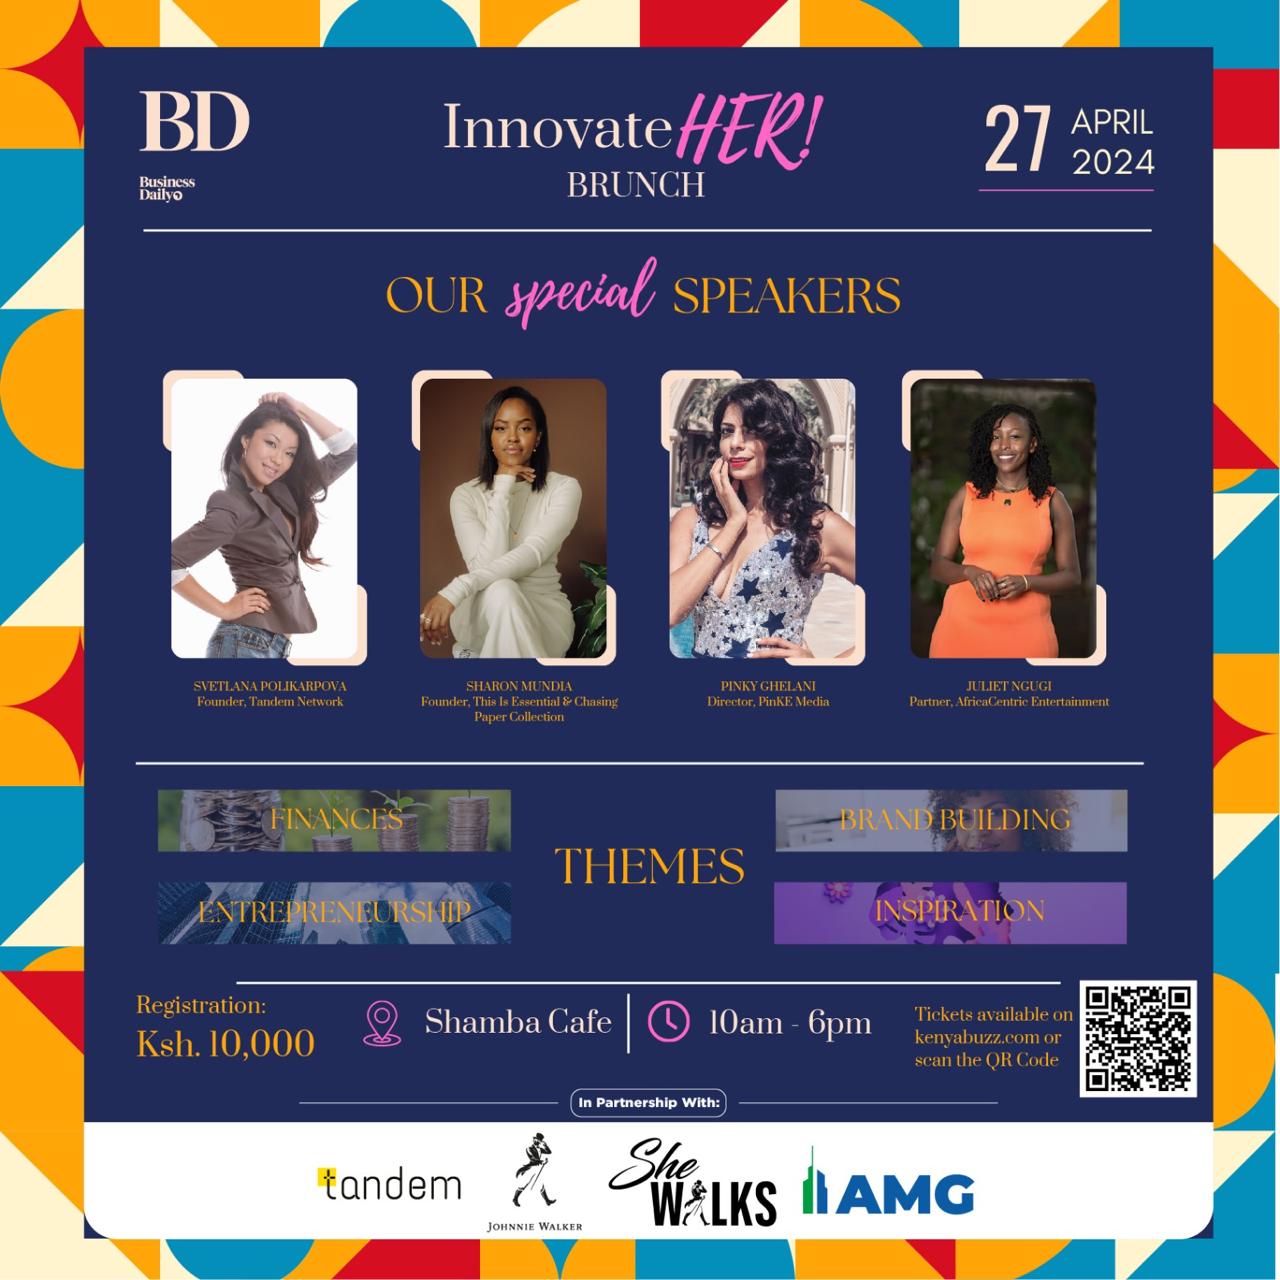 BD
Business
Daily
InnovateHER!
BRUNCH
27 APRIL
2024
OUR special SPEAKERS
SVETLANA POLIKARPOVA
Founder, Tandem Network
SHARON MUNDIA
Founder, This Is Essential & Chasing
Paper Collection
PINKY GHELANI
Director, PinKE Media
JULIET NGUGI
Partner, AfricaCentric Entertainment
FINANCES
BRAND BUILDING
THEMES
ENTREPRENEURSHIP
INSPIRATION
Registration:
Ksh. 10,000
Shamba Cafe
10am - 6pm
Tickets available on
kenyabuzz.com or
scan the QR Code
In Partnership With:
tandem
JOHNNIE WALKER
She
WALKS
AMG